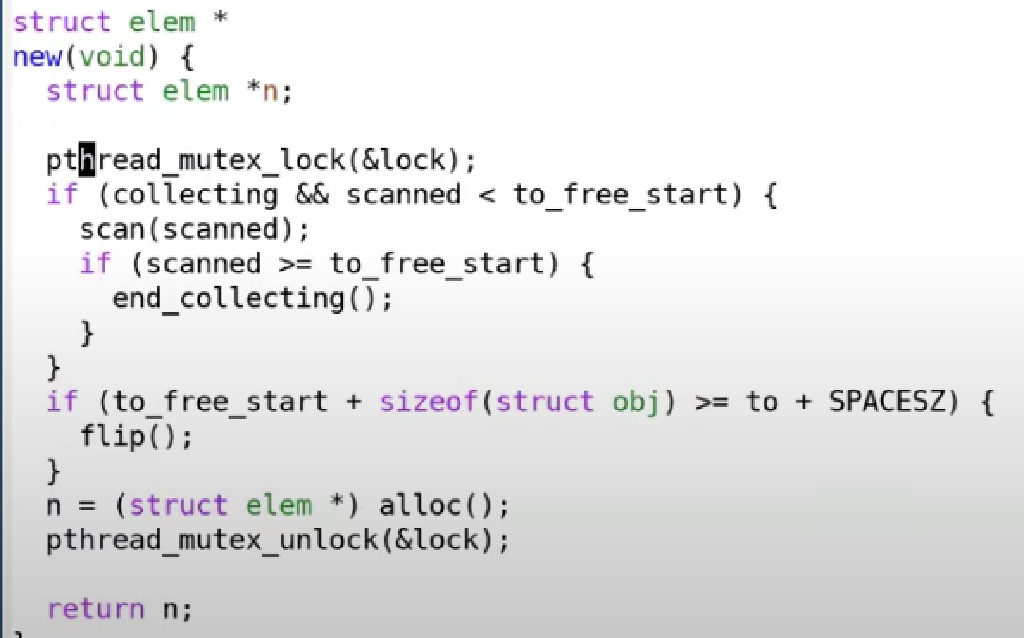 struct elem *
new(void) {
  struct elem *n;

  pthread_mutex_lock(&lock);
  if (collecting && scanned < to_free_start) {
    scan(scanned);
    if (scanned >= to_free_start) {
      end_collecting();
    }
  }
  if (to_free_start + sizeof(struct obj) >= to + SPACESZ) {
    flip();
  }
  n = (struct elem *) alloc();
  pthread_mutex_unlock(&lock);

  return n;
}